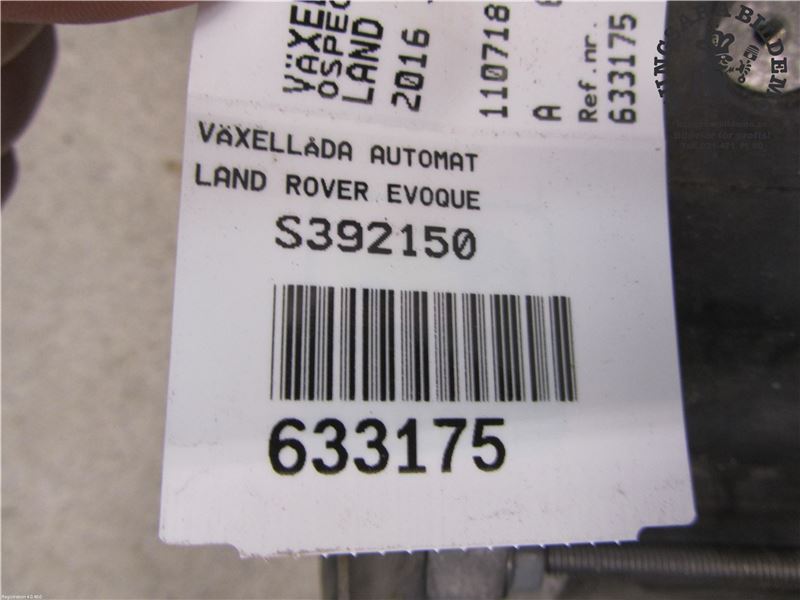 VÄXEL
OSPEC
LAND
2016
110718
A
Ref.nr.
633175
VÄXELLÅDA AUTOMAT
LAND ROVER EVOQUE
S392150
633175